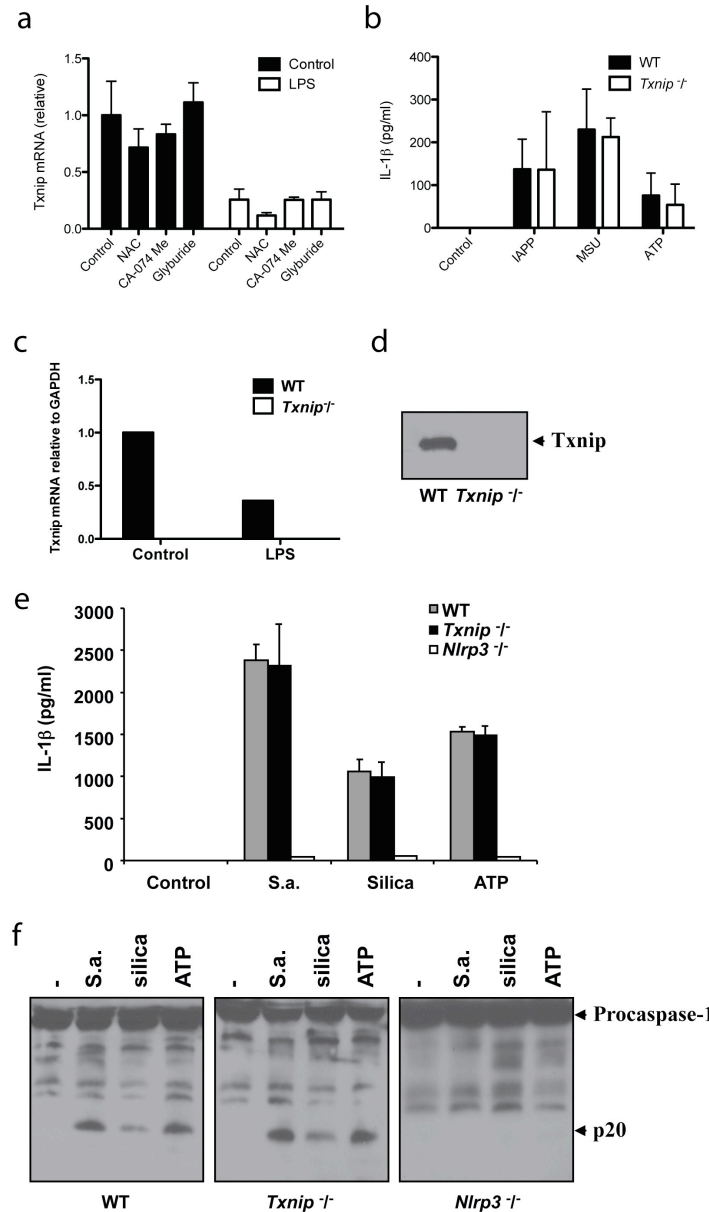 a
Txnip mRNA (relative)
1.5
1.0
0.5
0.0
Control
LPS
Control
NAC
CA-074 Me
Glyburide
Control
NAC
CA-074 Me
Glyburide
b
IL-1β (pg/ml)
400
300
200
100
0
WT
Txnip -/-
Control
IAPP
MSU
ATP
c
Txnip mRNA relative to GAPDH
1.5
1.0
0.5
0.0
WT
Txnip-/-
Control
LPS
d
Txnip
WT Txnip -/-
e
IL-1β (pg/ml)
3000
2500
2000
1500
1000
500
0
WT
Txnip -/-
Nlrp3 -/-
Control
S.a.
Silica
ATP
f
- S.a. silica ATP
- S.a. silica ATP
- S.a. silica ATP
Procaspase-1
p20
WT
Txnip -/-
Nlrp3 -/-